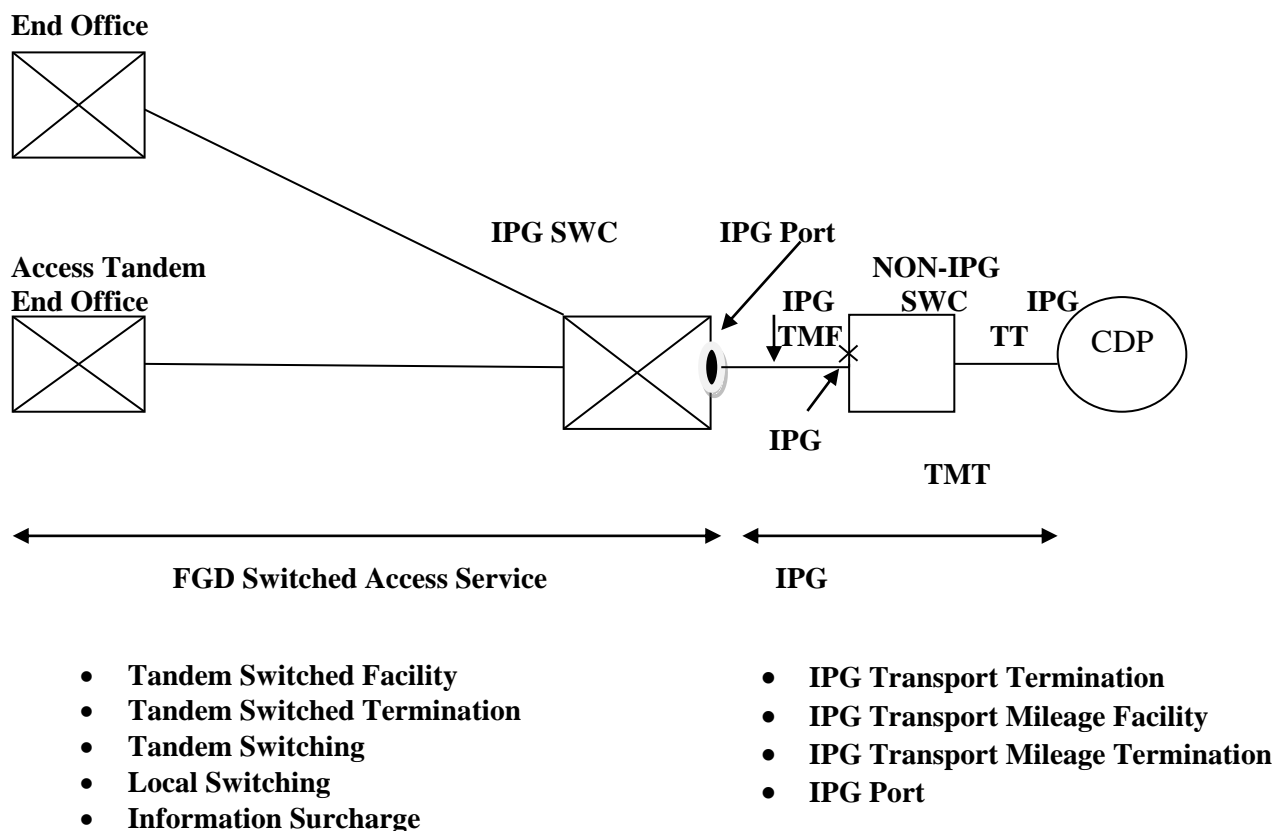 End Office
IPG SWC
IPG Port
Access Tandem
End Office
NON-IPG
SWC
IPG
TMF
IPG
TT
CDP
IPG
TMT
FGD Switched Access Service
IPG
• Tandem Switched Facility
• Tandem Switched Termination
• Tandem Switching
• Local Switching
• Information Surcharge
• IPG Transport Termination
• IPG Transport Mileage Facility
• IPG Transport Mileage Termination
• IPG Port